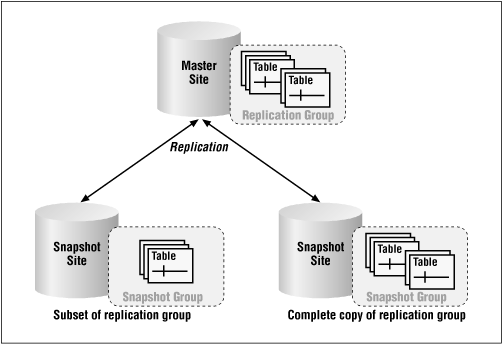 Master
Site
Table
Table
Replication Group
Replication
Snapshot
Site
Table
Snapshot Group
Subset of replication group
Snapshot
Site
Table
Table
Snapshot Group
Complete copy of replication group